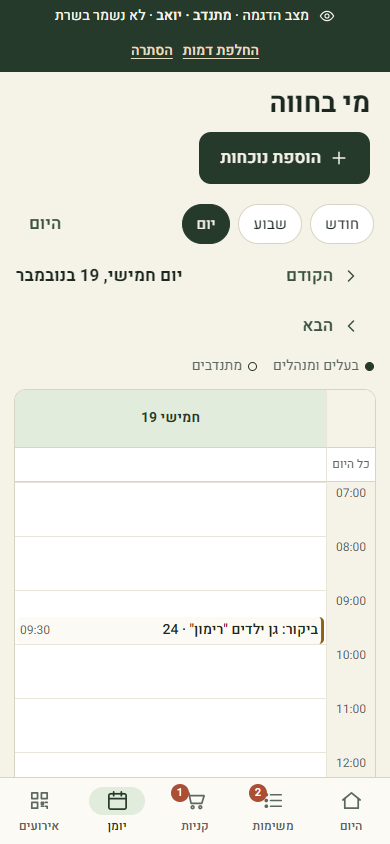 מצב הדגמה · מתנדב · יואב · לא נשמר בשרת
החלפת דמות הסתרה
מי בחווה
הוספת נוכחות
חודש שבוע יום היום
הקודם יום חמישי, 19 בנובמבר
הבא
בעלים ומנהלים מתנדבים
חמישי 19
כל היום
07:00
08:00
09:00
ביקור: גן ילדים "רימון" · 24 09:30
10:00
11:00
12:00
2 1
היום משימות קניות יומן אירועים